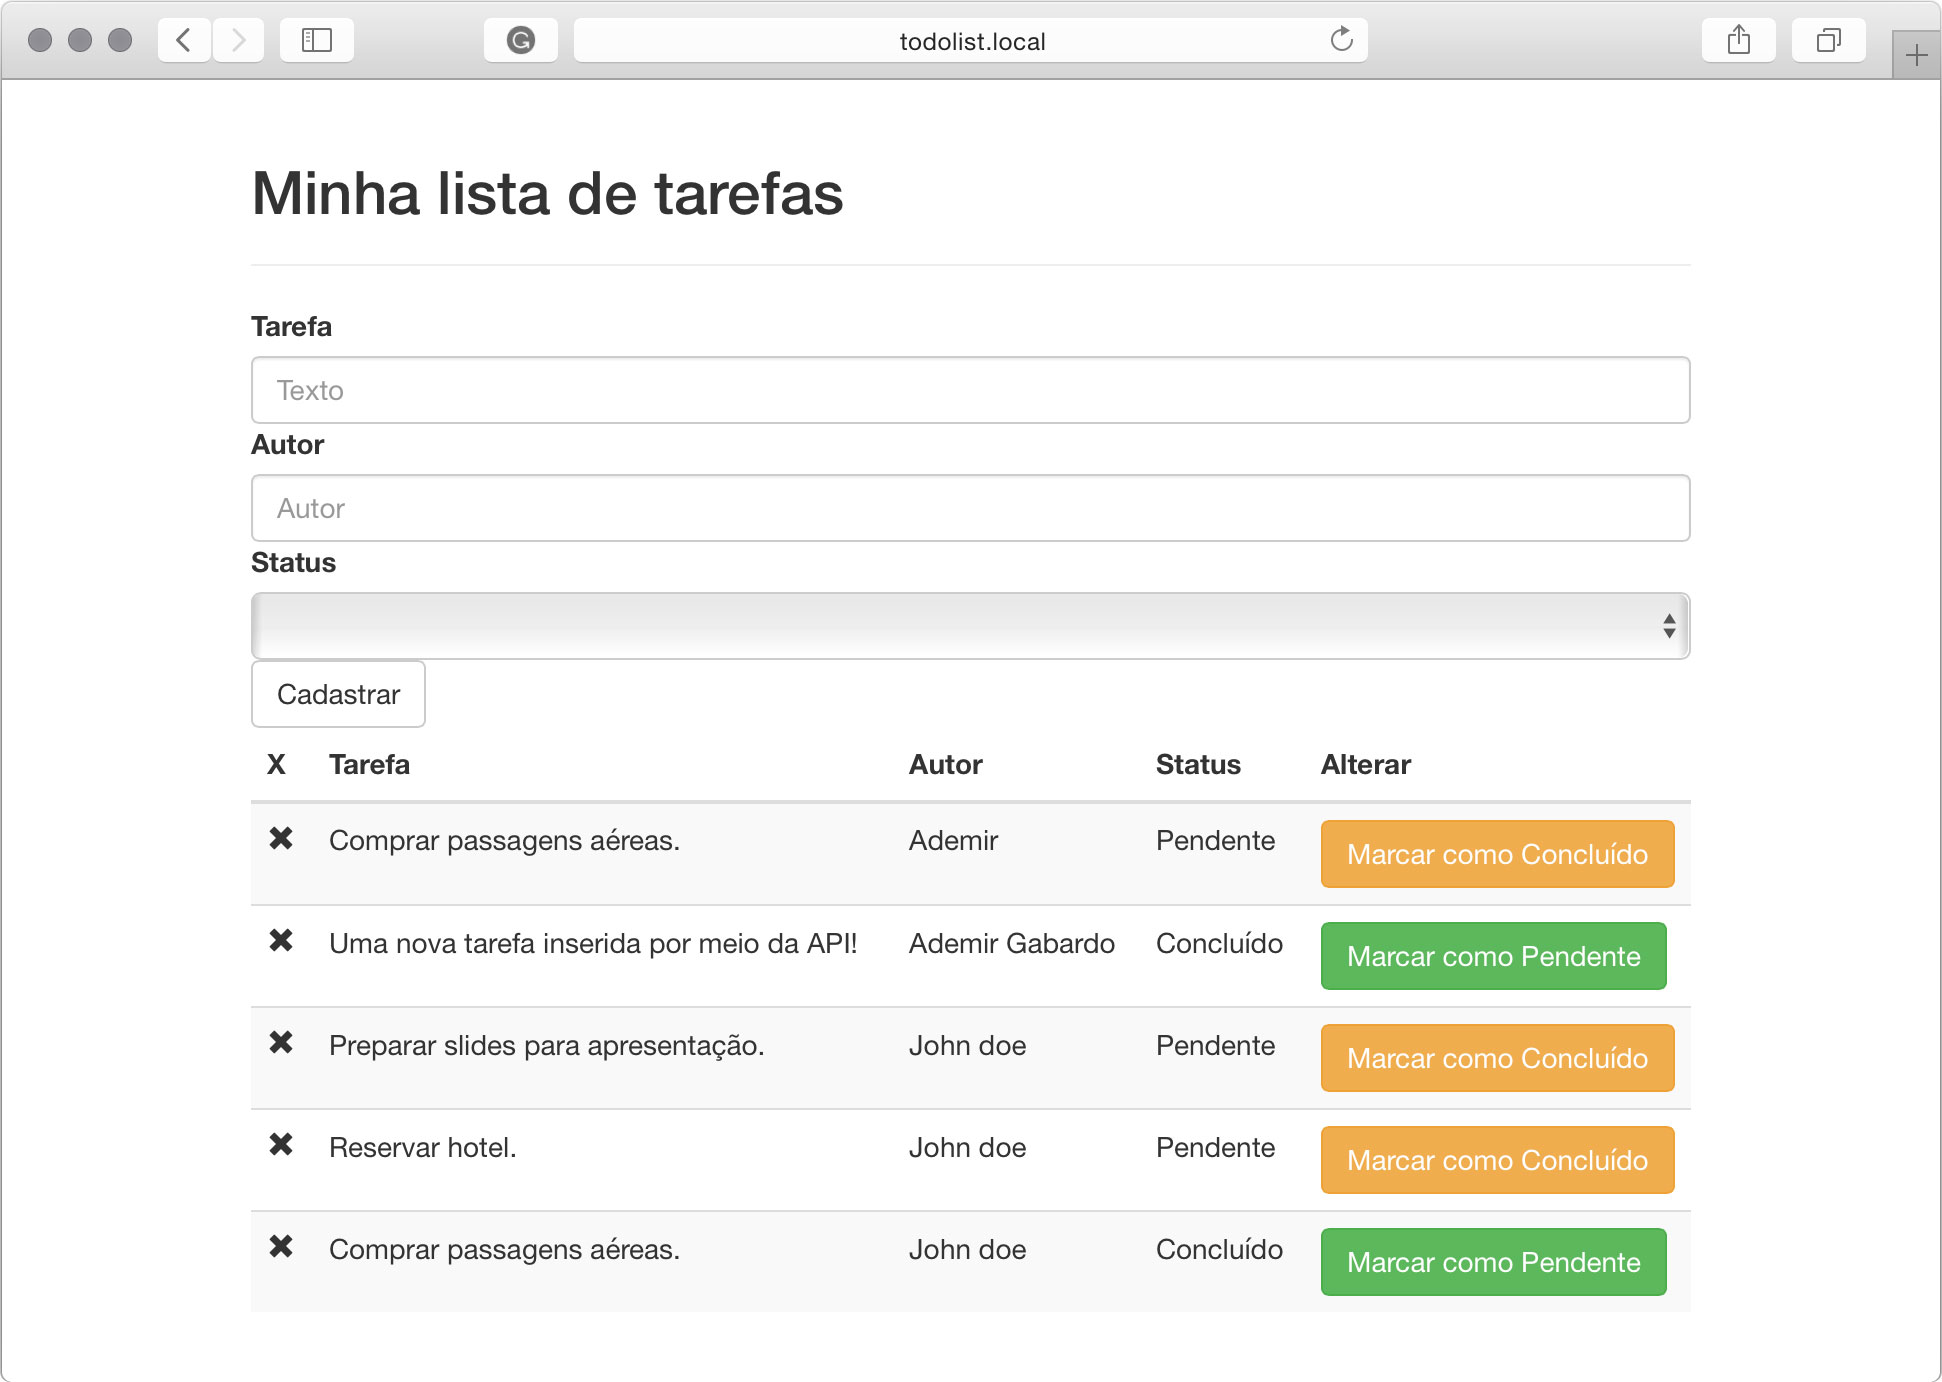 todolist.local
Minha lista de tarefas
Tarefa
Texto
Autor
Autor
Status
Cadastrar
X Tarefa Autor Status Alterar
Comprar passagens aéreas. Ademir Pendente Marcar como Concluído
Uma nova tarefa inserida por meio da API! Ademir Gabardo Concluído Marcar como Pendente
Preparar slides para apresentação. John doe Pendente Marcar como Concluído
Reservar hotel. John doe Pendente Marcar como Concluído
Comprar passagens aéreas. John doe Concluído Marcar como Pendente